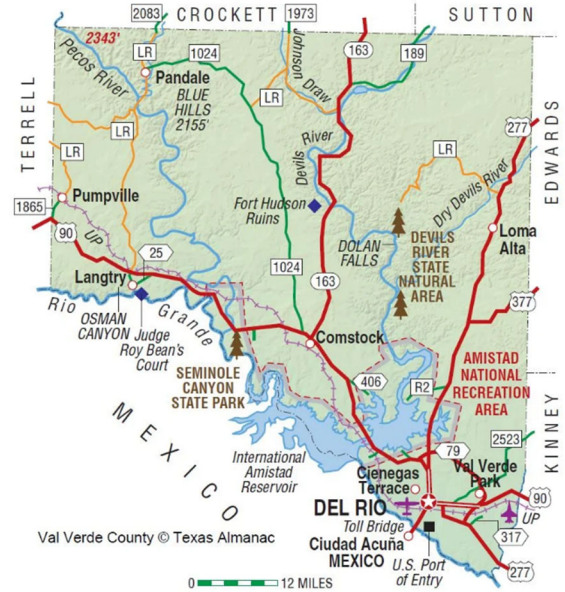 2083
CROCKETT
1973
SUTTON
2343'
LR
1024
163
189
Pecos River
Pandale
Johnson
Draw
BLUE
HILLS
2155'
LR
TERRELL
LR
277
EDWARDS
Devils
River
LR
LR
Pumpville
1865
Fort Hudson
Ruins
Dry Devils River
90
UP
25
DOLAN
FALLS
DEVILS
RIVER
STATE
NATURAL
AREA
Loma
Alta
Langtry
1024
163
377
Rio Grande
OSMAN
CANYON
Judge
Roy Bean's
Court
Comstock
SEMINOLE
CANYON
STATE PARK
406
R2
AMISTAD
NATIONAL
RECREATION
AREA
KINNEY
MEXICO
International
Amistad
Reservoir
79
2523
Cienegas
Terrace
Val Verde
Park
DEL RIO
90
UP
Toll Bridge
317
Ciudad Acuña
MEXICO
U.S. Port
of Entry
277
Val Verde County © Texas Almanac
0 12 MILES